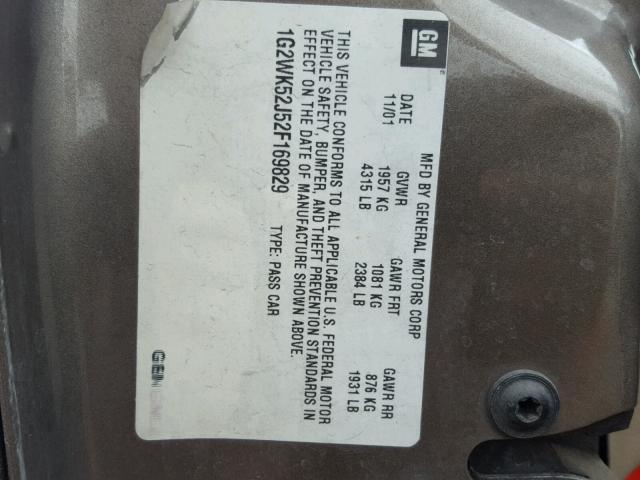 GM
MFD BY GENERAL MOTORS CORP
DATE GVWR GAWR FRT GAWR RR
11/01 1957 KG 1081 KG 876 KG
4315 LB 2384 LB 1931 LB
THIS VEHICLE CONFORMS TO ALL APPLICABLE U.S. FEDERAL MOTOR
VEHICLE SAFETY, BUMPER, AND THEFT PREVENTION STANDARDS IN
EFFECT ON THE DATE OF MANUFACTURE SHOWN ABOVE.
1G2WK52J52F169829 TYPE: PASS CAR